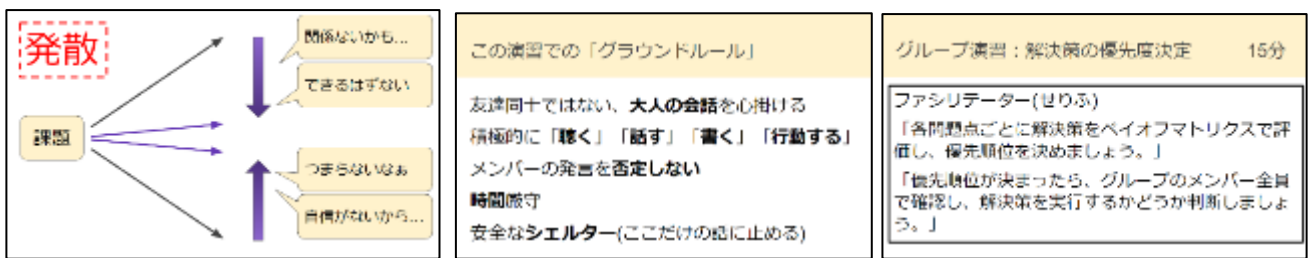 発散
課題
関係ないかも…
できるはずない
つまらないなぁ
自信がないから…
この演習での「グラウンドルール」
友達同士ではない、大人の会話を心掛ける
積極的に「聴く」「話す」「書く」「行動する」
メンバーの発言を否定しない
時間厳守
安全なシェルター(ここだけの話に止める)
グループ演習：解決策の優先度決定 15分
ファシリテーター(せりふ)
「各問題点ごとに解決策をペイオフマトリクスで評
価し、優先順位を決めましょう。」
「優先順位が決まったら、グループのメンバー全員
で確認し、解決策を実行するかどうか判断しましょ
う。」